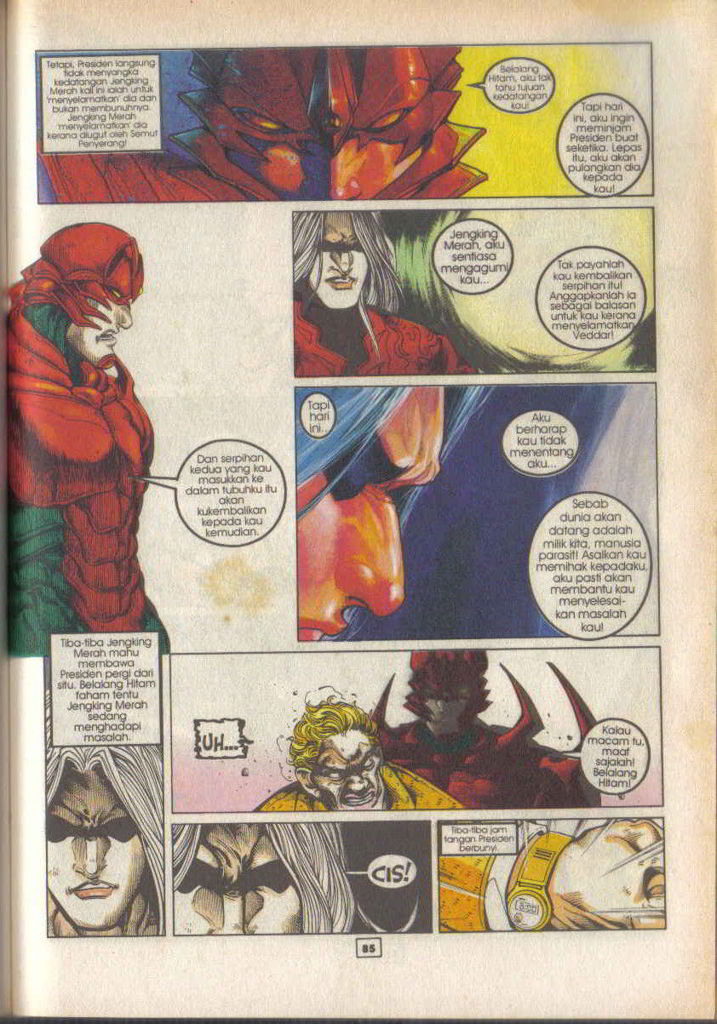 Tetapi, Presiden langsung
tidak menyangka
kedatangan Jengking
Merah kali ini ialah untuk
'menyelamatkan' dia dan
bukan membunuhnya.
Jengking Merah
'menyelamatkan' dia
kerana diugut oleh Semut
Penyerang!
Belalang
Hitam, aku tak
tahu tujuan
kedatangan
kau!
Tapi hari
ini, aku ingin
meminjam
Presiden buat
seketika. Lepas
itu, aku akan
pulangkan dia
kepada
kau!
Jengking
Merah, aku
sentiasa
mengagumi
kau...
Tak payahlah
kau kembalikan
serpihan itu!
Anggapkanlah ia
sebagai balasan
untuk kau kerana
menyelamatkan
Veddar!
Dan serpihan
kedua yang kau
masukkan ke
dalam tubuhku itu
akan
kukembalikan
kepada kau
kemudian.
Tapi
hari
ini...
Aku
berharap
kau tidak
menentang
aku...
Sebab
dunia akan
datang adalah
milik kita, manusia
parasit! Asalkan kau
memihak kepadaku,
aku pasti akan
membantu kau
menyelesai-
kan masalah
kau!
Tiba-tiba Jengking
Merah mahu
membawa
Presiden pergi dari
situ. Belalang Hitam
faham tentu
Jengking Merah
sedang
menghadapi
masalah.
UH...
Kalau
macam tu,
maaf
sajalah!
Belalang
Hitam!
CIS!
Tiba-tiba jam
tangan Presiden
berbunyi.
85